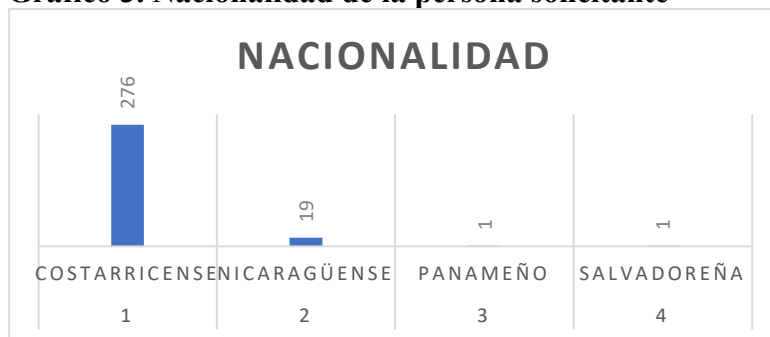 Gráfico 3. Nacionalidad de la persona solicitante
NACIONALIDAD
276
19
1
1
COSTARRICENSE NICARAGÜENSE PANAMEÑO SALVADOREÑA
1 2 3 4